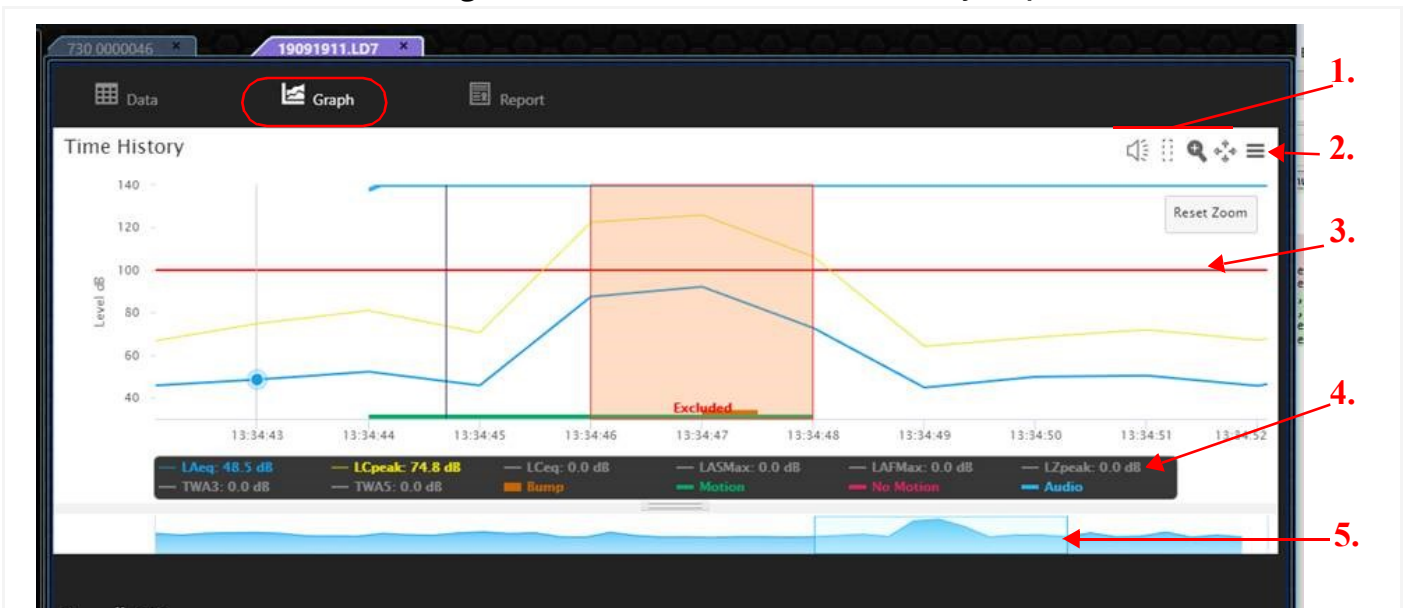 730 0000046 ×
19091911.LD7 ×
Data
Graph
Report
1.
Time History
2.
140
Reset Zoom
120
3.
100
Level dB
80
60
40
4.
Excluded
13:34:43 13:34:44 13:34:45 13:34:46 13:34:47 13:34:48 13:34:49 13:34:50 13:34:51 13:34:52
LAeq: 48.5 dB LCpeak: 74.8 dB LCeq: 0.0 dB LASMax: 0.0 dB LAFMax: 0.0 dB LZpeak: 0.0 dB
TWA3: 0.0 dB TWA5: 0.0 dB Bump Motion No Motion Audio
5.